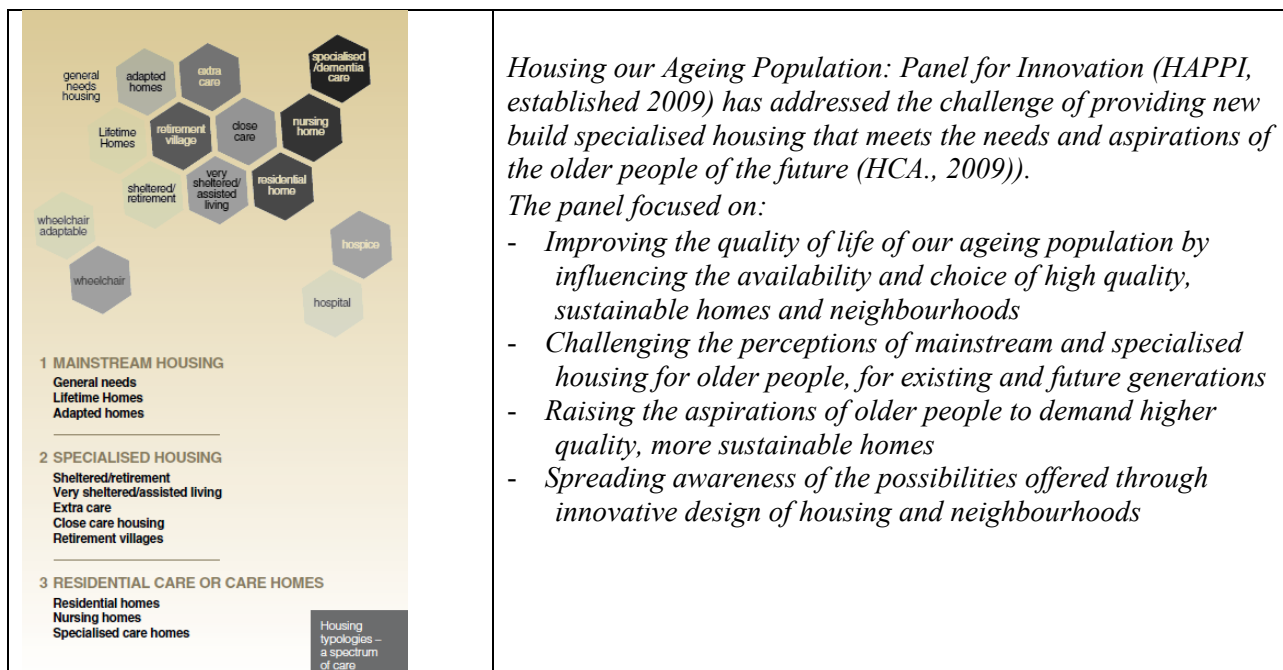 general
needs
housing
adapted
homes
extra
care
specialised
/dementia
care
Lifetime
Homes
retirement
village
close
care
nursing
home
sheltered/
retirement
very
sheltered/
assisted
living
residential
home
wheelchair
adaptable
wheelchair
hospice
hospital
1 MAINSTREAM HOUSING
General needs
Lifetime Homes
Adapted homes
2 SPECIALISED HOUSING
Sheltered/retirement
Very sheltered/assisted living
Extra care
Close care housing
Retirement villages
3 RESIDENTIAL CARE OR CARE HOMES
Residential homes
Nursing homes
Specialised care homes
Housing
typologies –
a spectrum
of care
Housing our Ageing Population: Panel for Innovation (HAPPI,
established 2009) has addressed the challenge of providing new
build specialised housing that meets the needs and aspirations of
the older people of the future (HCA., 2009)).
The panel focused on:
- Improving the quality of life of our ageing population by
influencing the availability and choice of high quality,
sustainable homes and neighbourhoods
- Challenging the perceptions of mainstream and specialised
housing for older people, for existing and future generations
- Raising the aspirations of older people to demand higher
quality, more sustainable homes
- Spreading awareness of the possibilities offered through
innovative design of housing and neighbourhoods